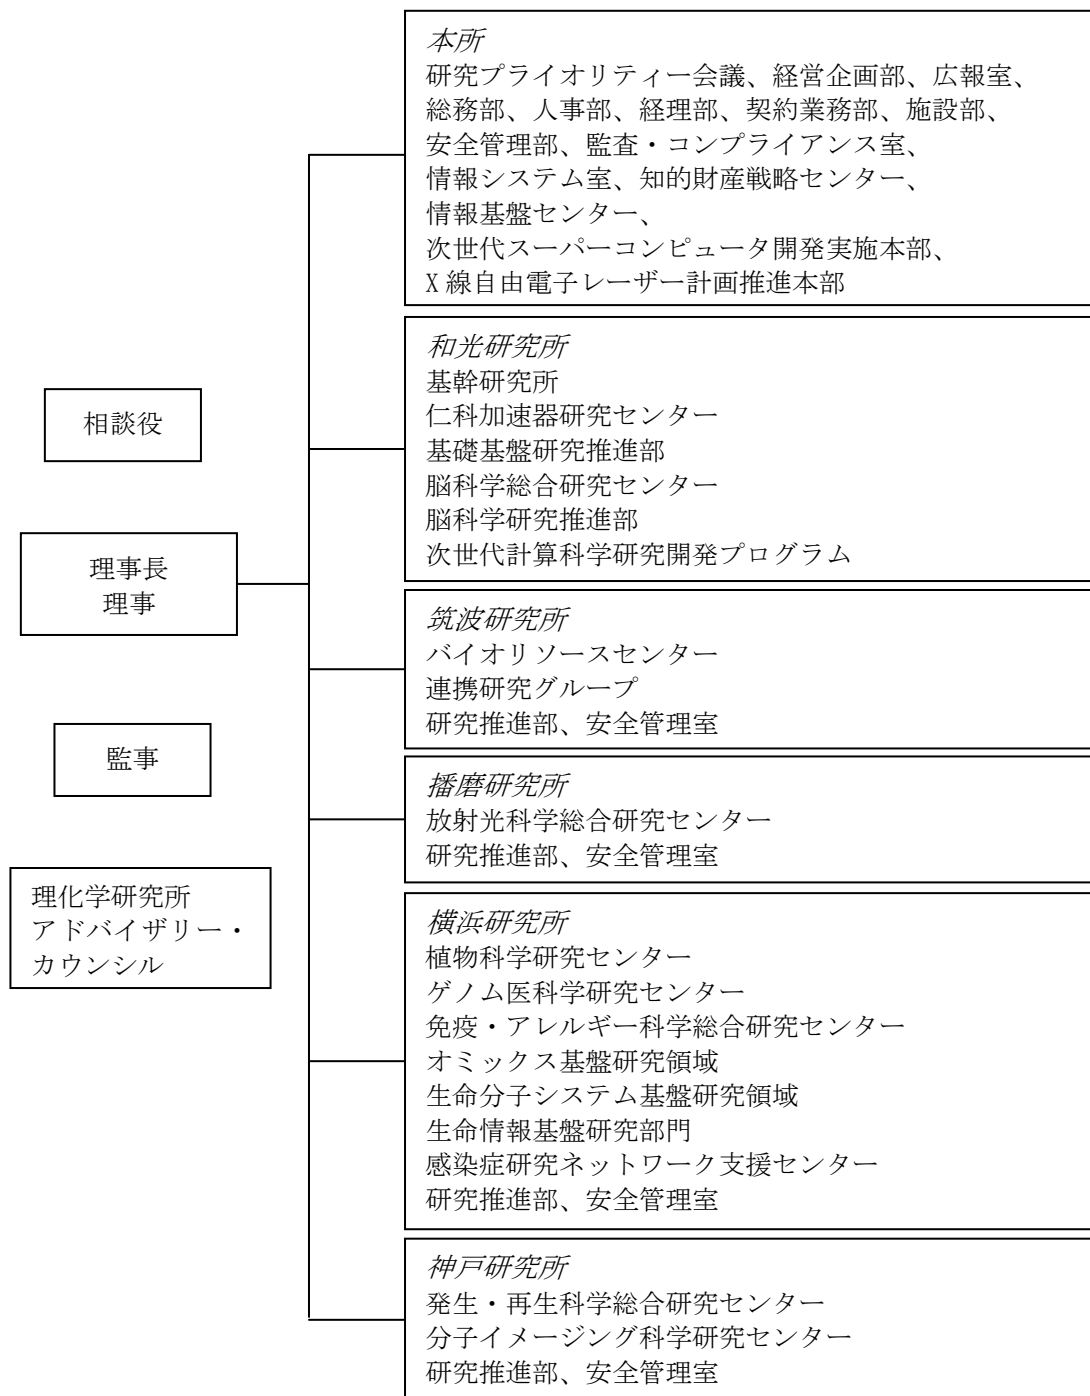 相談役
理事長
理事
監事
理化学研究所
アドバイザリー・
カウンシル
本所
研究プライオリティー会議、経営企画部、広報室、
総務部、人事部、経理部、契約業務部、施設部、
安全管理部、監査・コンプライアンス室、
情報システム室、知的財産戦略センター、
情報基盤センター、
次世代スーパーコンピュータ開発実施本部、
X線自由電子レーザー計画推進本部
和光研究所
基幹研究所
仁科加速器研究センター
基礎基盤研究推進部
脳科学総合研究センター
脳科学研究推進部
次世代計算科学研究開発プログラム
筑波研究所
バイオリソースセンター
連携研究グループ
研究推進部、安全管理室
播磨研究所
放射光科学総合研究センター
研究推進部、安全管理室
横浜研究所
植物科学研究センター
ゲノム医科学研究センター
免疫・アレルギー科学総合研究センター
オミックス基盤研究領域
生命分子システム基盤研究領域
生命情報基盤研究部門
感染症研究ネットワーク支援センター
研究推進部、安全管理室
神戸研究所
発生・再生科学総合研究センター
分子イメージング科学研究センター
研究推進部、安全管理室